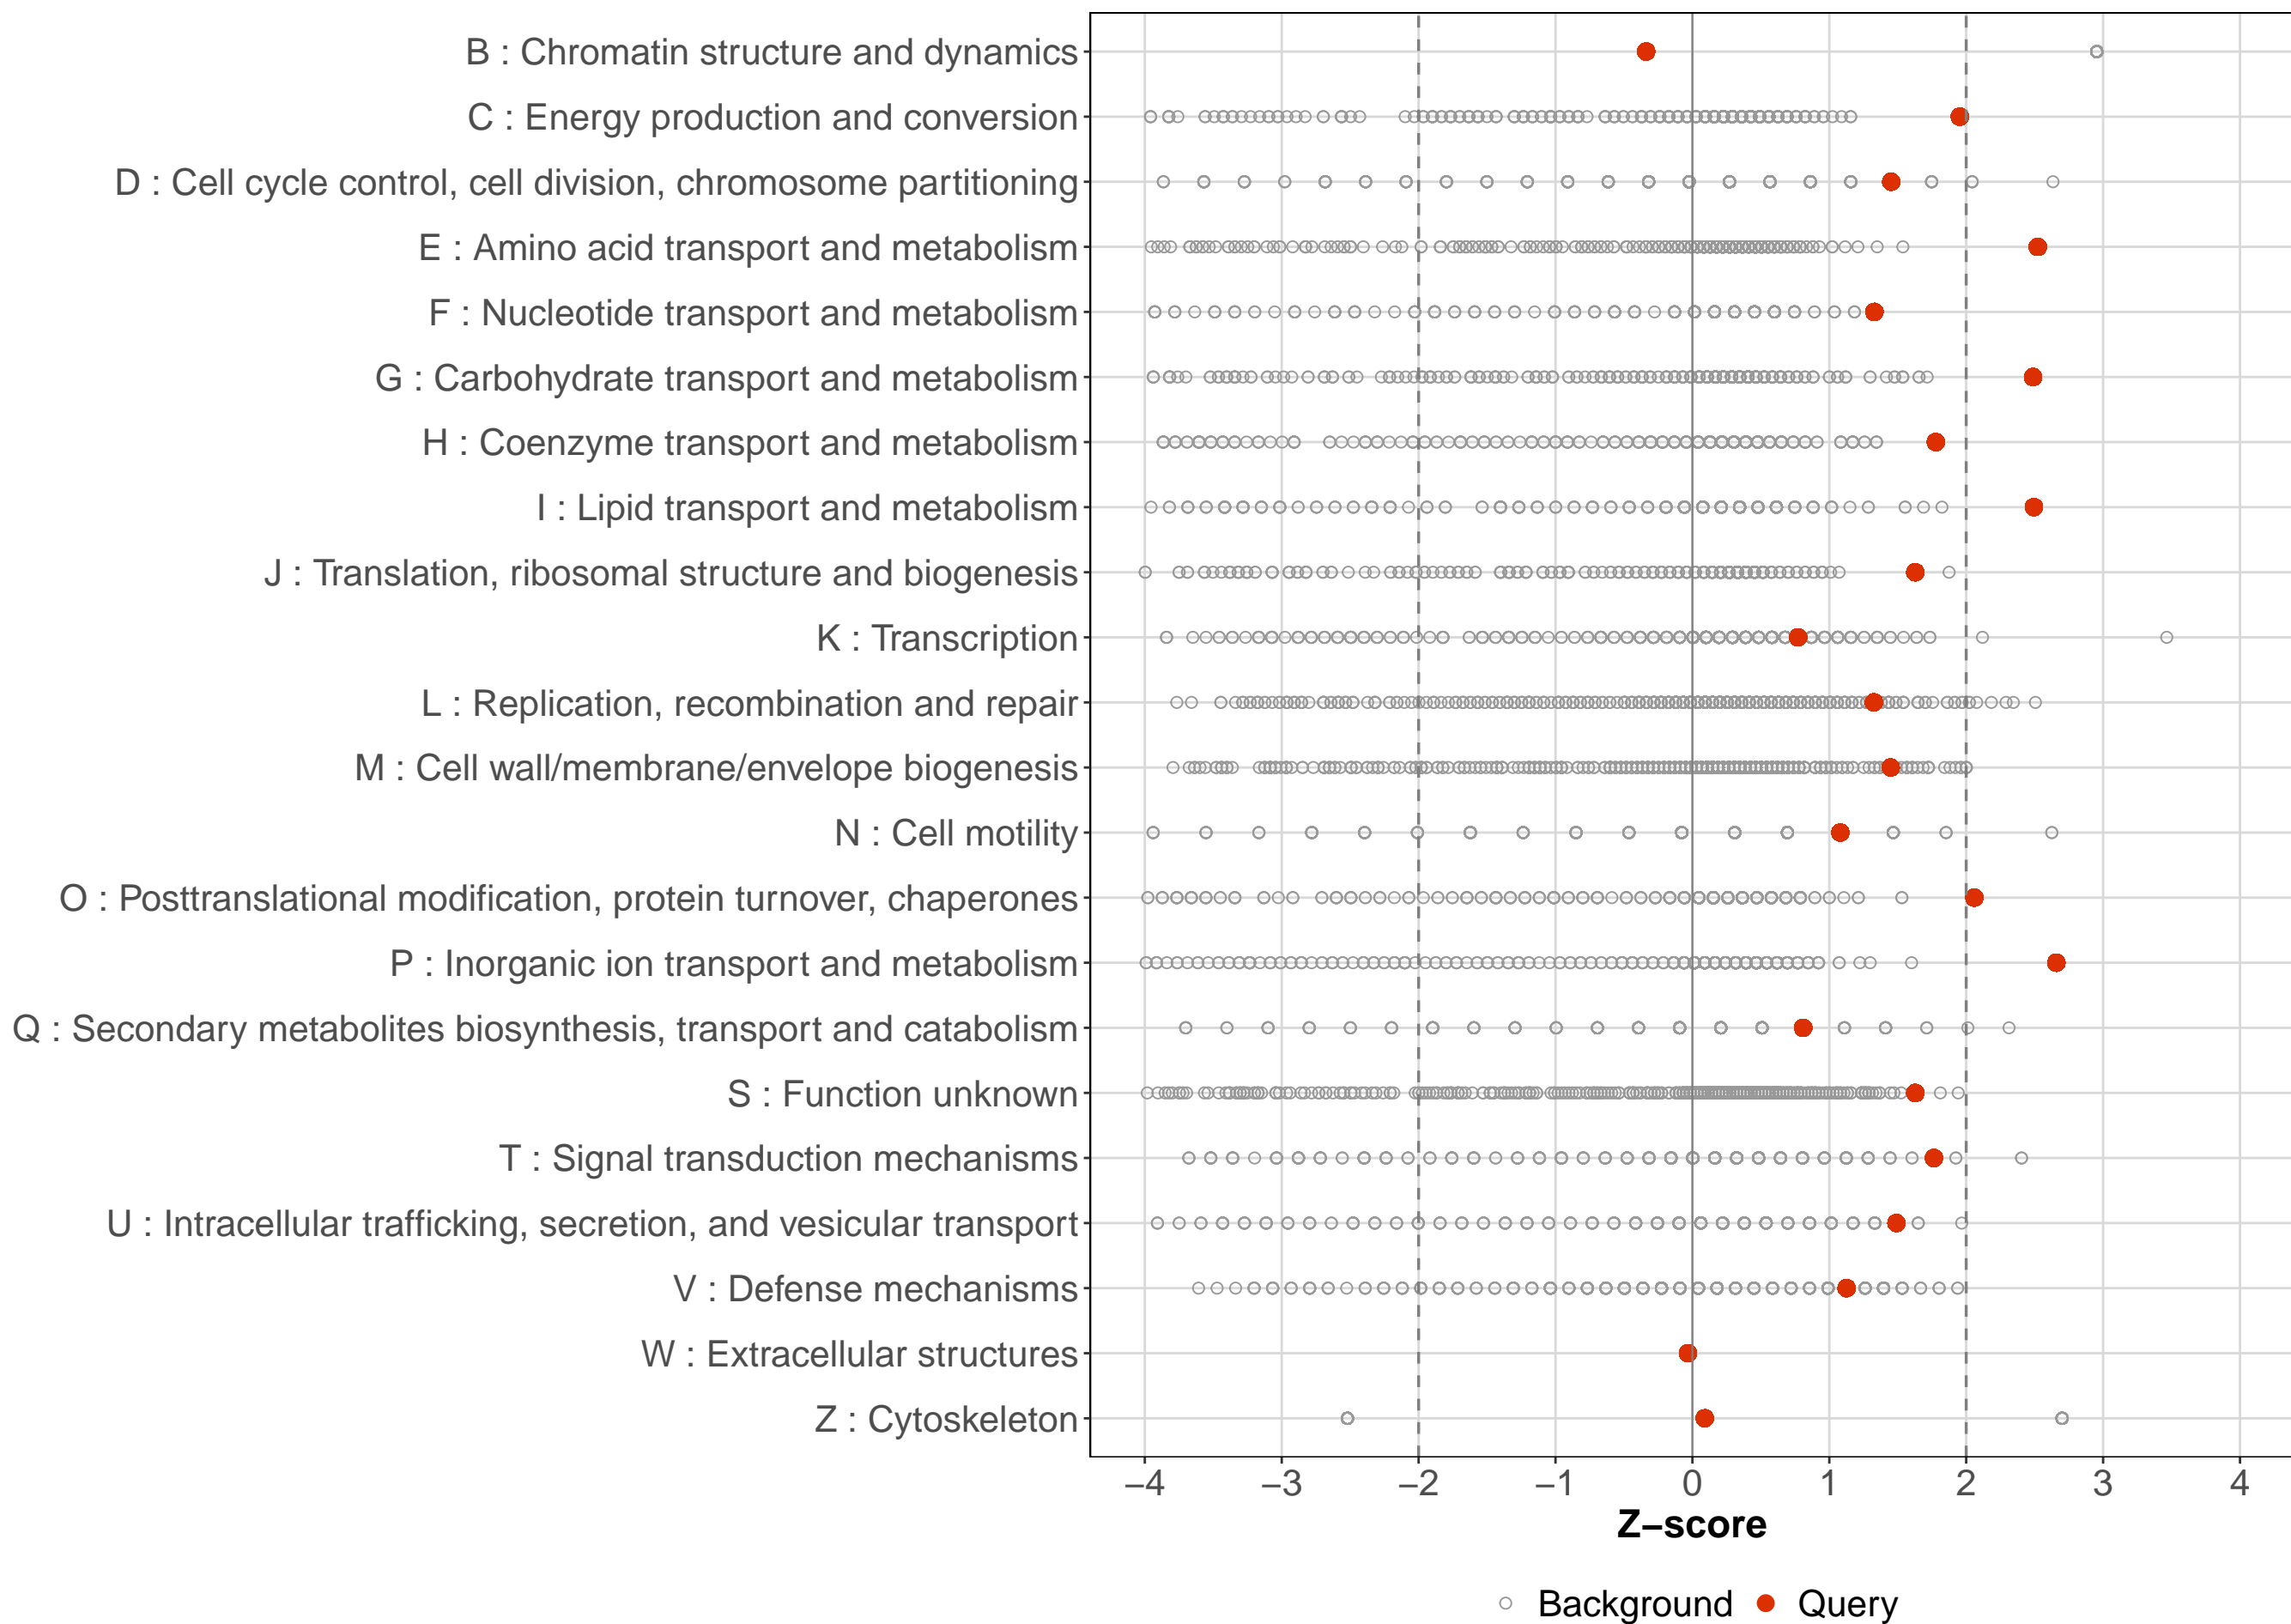 B : Chromatin structure and dynamics
C : Energy production and conversion
D : Cell cycle control, cell division, chromosome partitioning
E : Amino acid transport and metabolism
F : Nucleotide transport and metabolism
G : Carbohydrate transport and metabolism
H : Coenzyme transport and metabolism
I : Lipid transport and metabolism
J : Translation, ribosomal structure and biogenesis
K : Transcription
L : Replication, recombination and repair
M : Cell wall/membrane/envelope biogenesis
N : Cell motility
O : Posttranslational modification, protein turnover, chaperones
P : Inorganic ion transport and metabolism
Q : Secondary metabolites biosynthesis, transport and catabolism
S : Function unknown
T : Signal transduction mechanisms
U : Intracellular trafficking, secretion, and vesicular transport
V : Defense mechanisms
W : Extracellular structures
Z : Cytoskeleton
−4 −3 −2 −1 0 1 2 3 4
Z−score
Background Query